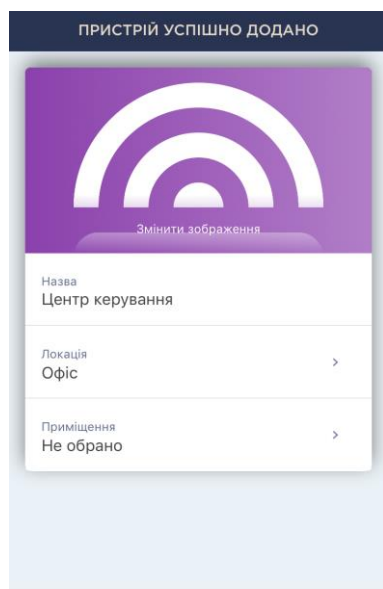 ПРИСТРІЙ УСПІШНО ДОДАНО
Змінити зображення
Назва
Центр керування
Локація
Офіс
Приміщення
Не обрано